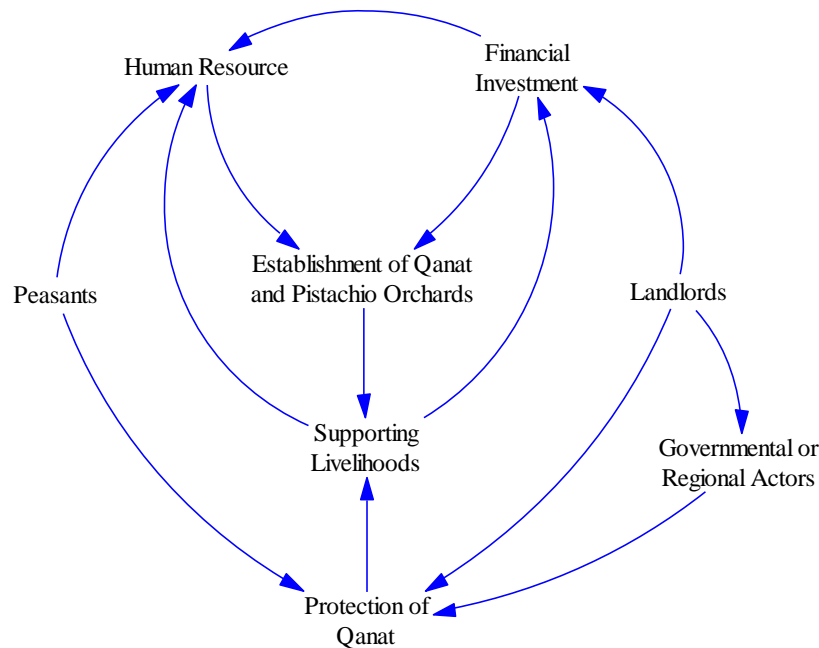 Financial
Investment
Human Resource
Establishment of Qanat
and Pistachio Orchards
Peasants
Landlords
Supporting
Livelihoods
Governmental or
Regional Actors
Protection of
Qanat